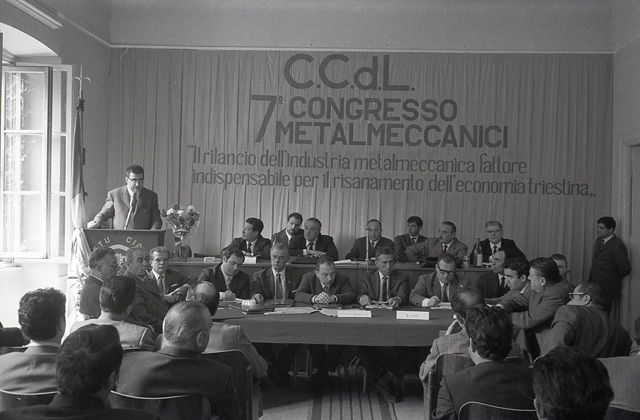 C.C.d.L.
7° CONGRESSO
METALMECCANICI
"Il rilancio dell'industria metalmeccanica fattore
indispensabile per il risanamento dell'economia triestina„